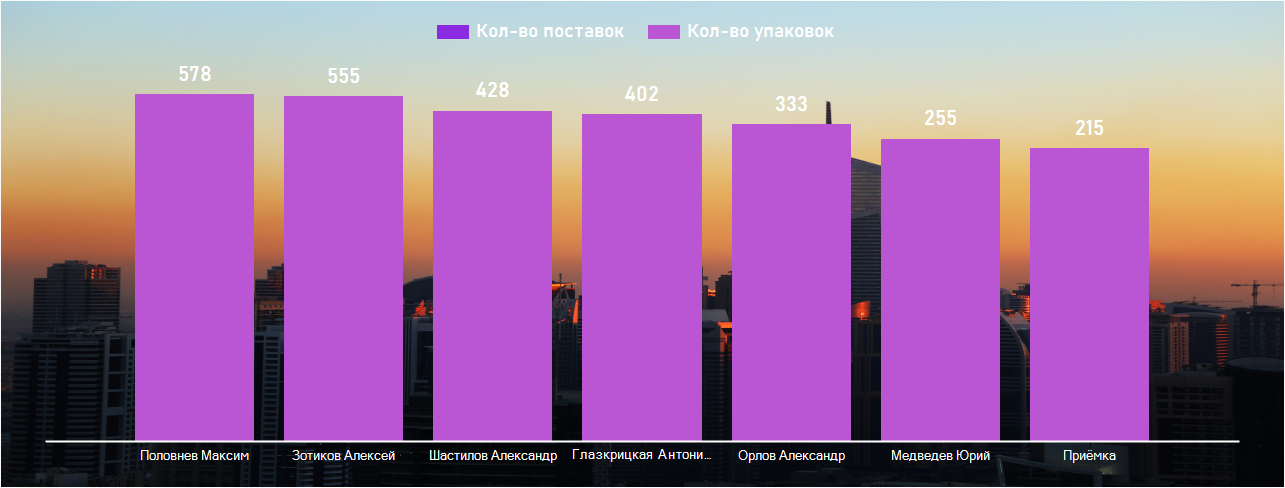 Кол-во поставок Кол-во упаковок
578 555 428 402 333 255 215
Половнев Максим Зотиков Алексей Шастилов Александр Глазкрицкая Антони... Орлов Александр Медведев Юрий Приёмка